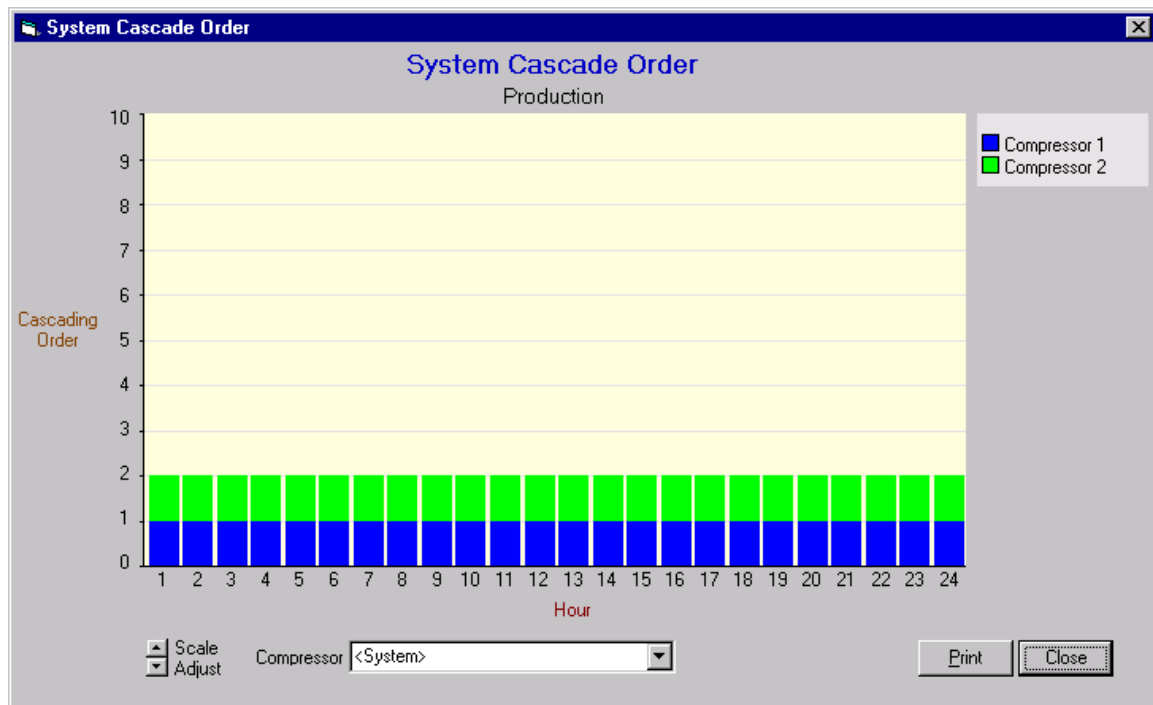 System Cascade Order
System Cascade Order
Production
10
9
8
7
6
5
4
3
2
1
0
Cascading
Order
1 2 3 4 5 6 7 8 9 10 11 12 13 14 15 16 17 18 19 20 21 22 23 24
Hour
Compressor 1
Compressor 2
Scale
Adjust
Compressor <System>
Print Close